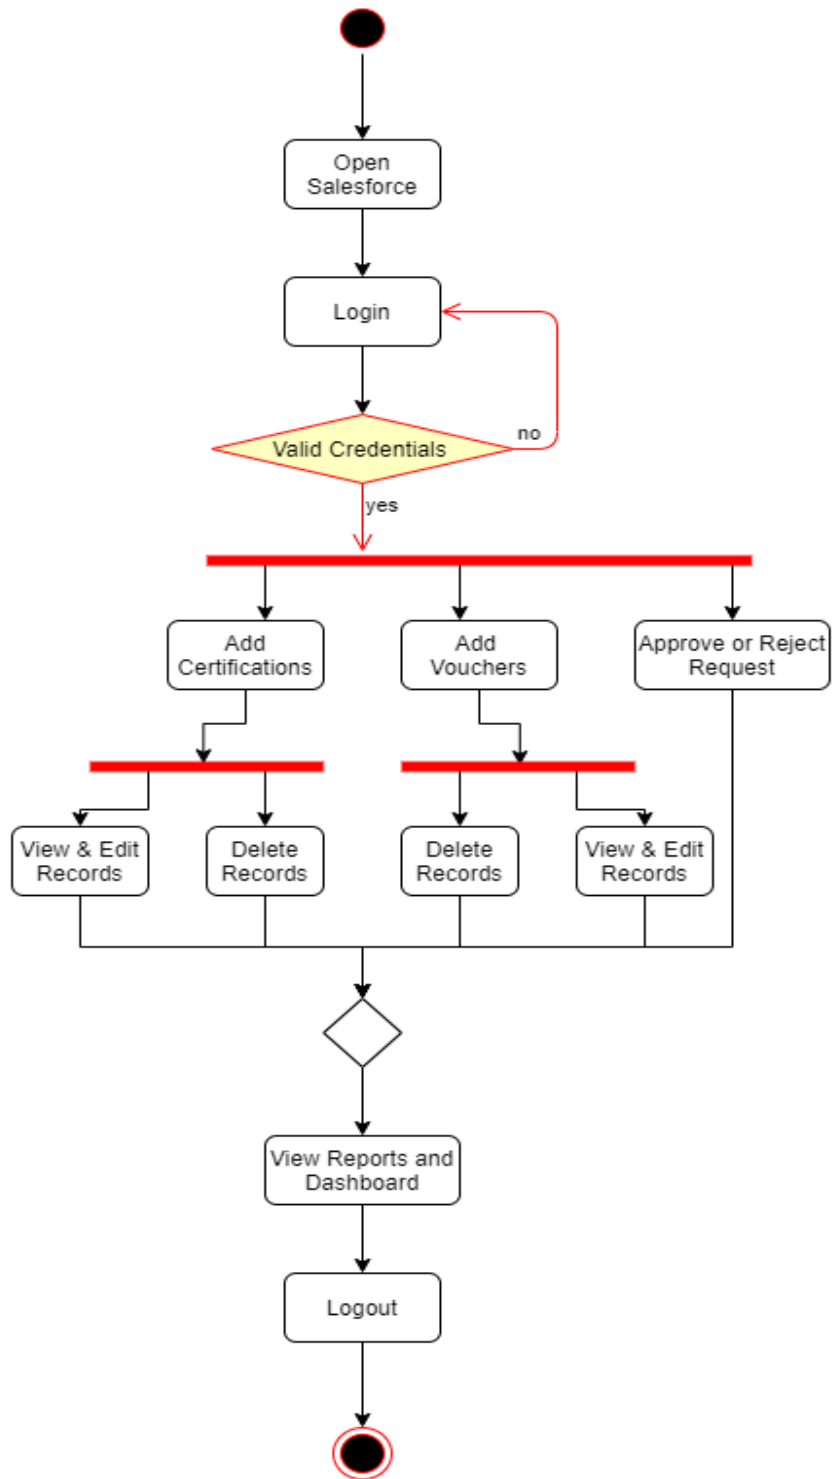 Open
Salesforce
Login
Valid Credentials
no
yes
Add
Certifications
Add
Vouchers
Approve or Reject
Request
View & Edit
Records
Delete
Records
Delete
Records
View & Edit
Records
View Reports and
Dashboard
Logout